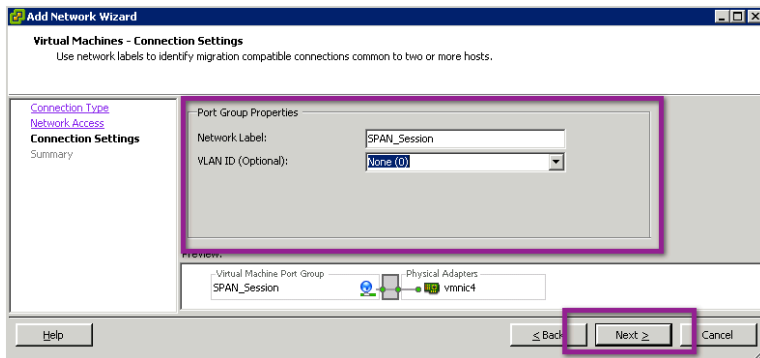 Add Network Wizard
Virtual Machines - Connection Settings
Use network labels to identify migration compatible connections common to two or more hosts.
Connection Type
Network Access
Connection Settings
Summary
Port Group Properties
Network Label: SPAN_Session
VLAN ID (Optional): None (0)
Preview:
Virtual Machine Port Group Physical Adapters
SPAN_Session vmnic4
Help < Back Next > Cancel